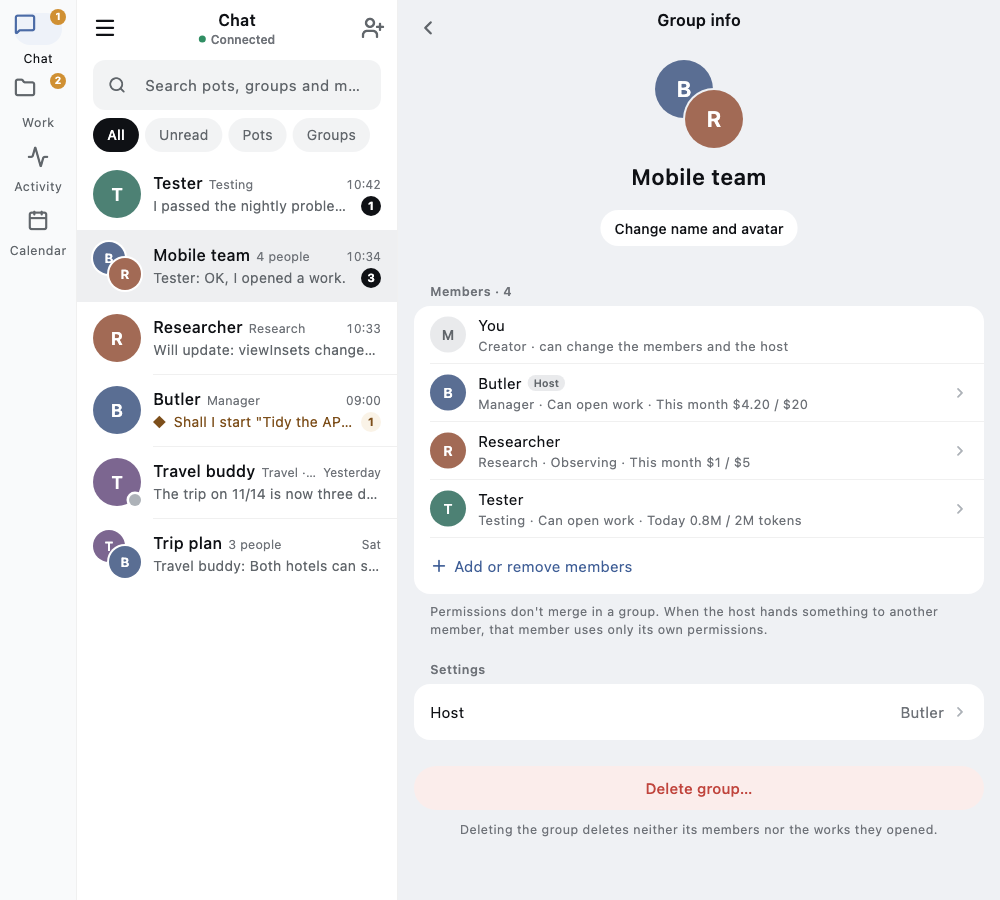 1
Chat
2
Work
Activity
Calendar
Chat
Connected
Search pots, groups and m...
All
Unread
Pots
Groups
T
Tester Testing 10:42
I passed the nightly proble... 1
B
R
Mobile team 4 people 10:34
Tester: OK, I opened a work. 3
R
Researcher Research 10:33
Will update: viewInsets change...
B
Butler Manager 09:00
Shall I start "Tidy the AP... 1
T
Travel buddy Travel ·... Yesterday
The trip on 11/14 is now three d...
T
B
Trip plan 3 people Sat
Travel buddy: Both hotels can s...
Group info
B
R
Mobile team
Change name and avatar
Members · 4
M
You
Creator · can change the members and the host
B
Butler Host
Manager · Can open work · This month $4.20 / $20
R
Researcher
Research · Observing · This month $1 / $5
T
Tester
Testing · Can open work · Today 0.8M / 2M tokens
+ Add or remove members
Permissions don't merge in a group. When the host hands something to another
member, that member uses only its own permissions.
Settings
Host Butler
Delete group...
Deleting the group deletes neither its members nor the works they opened.